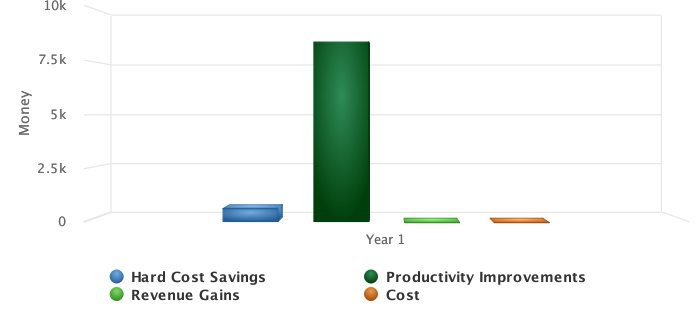 10k
7.5k
5k
2.5k
0
Money
Year 1
Hard Cost Savings
Productivity Improvements
Revenue Gains
Cost